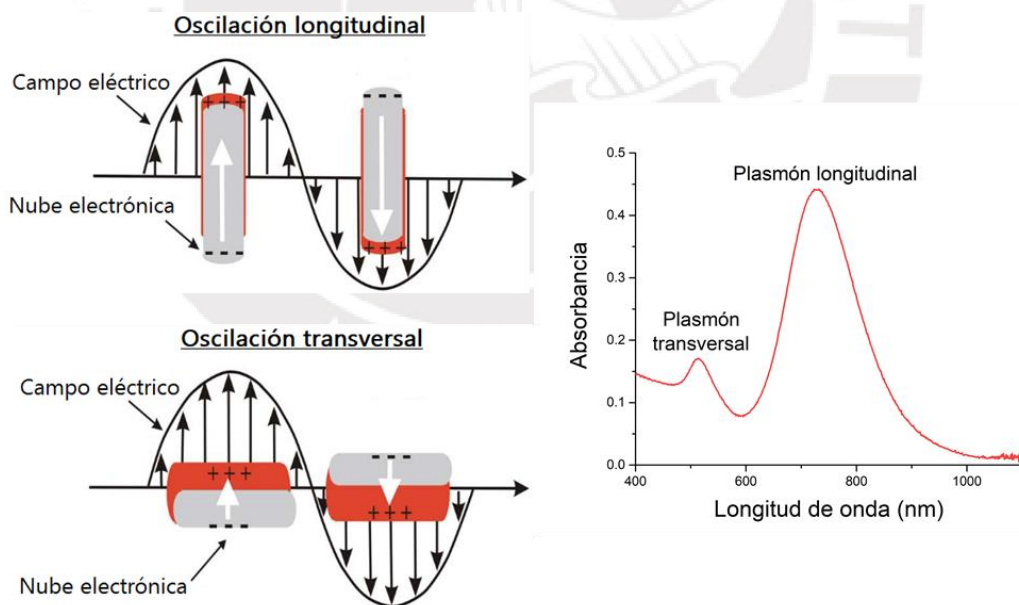 Oscilación longitudinal
Campo eléctrico
+ + +
- - -
Nube electrónica
- - -
+ + +
Oscilación transversal
Campo eléctrico
+ + +
- - -
Nube electrónica
- - -
+ + +
Absorbancia
0.5
0.4
0.3
0.2
0.1
0.0
Plasmón longitudinal
Plasmón
transversal
400
600
800
1000
Longitud de onda (nm)